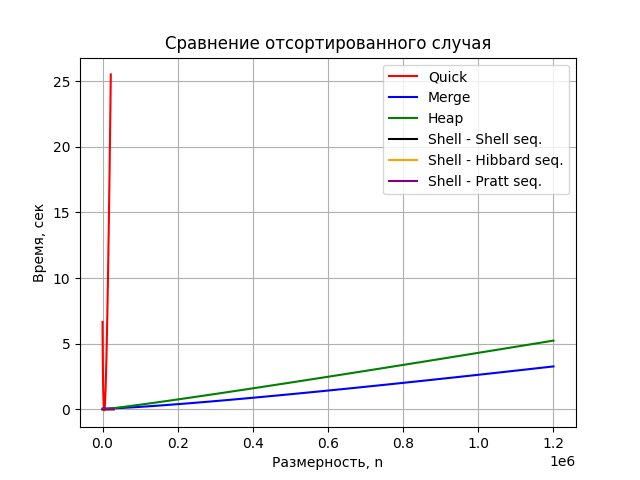 Сравнение отсортированного случая
Quick
Merge
Heap
Shell - Shell seq.
Shell - Hibbard seq.
Shell - Pratt seq.
25
20
15
10
5
0
Время, сек
0.0 0.2 0.4 0.6 0.8 1.0 1.2
1e6
Размерность, n